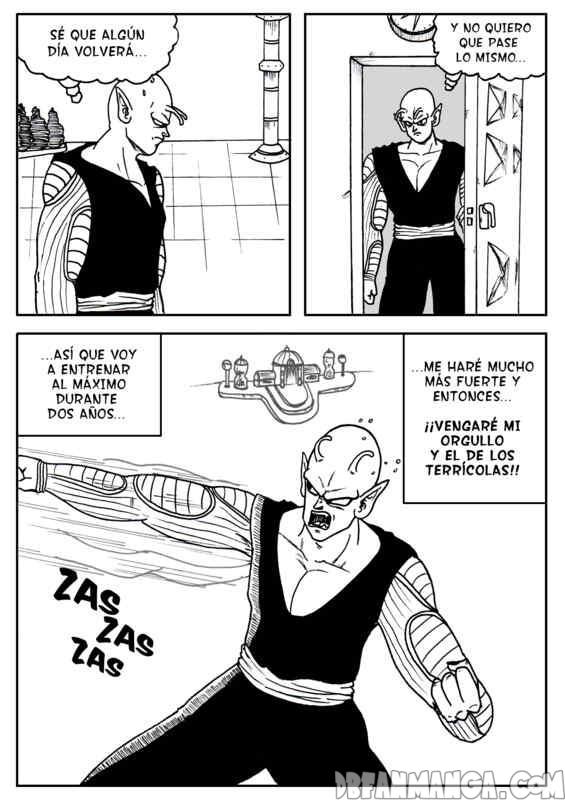 SÉ QUE ALGÚN
DÍA VOLVERÁ...
Y NO QUIERO
QUE PASE
LO MISMO...
...ASÍ QUE VOY
A ENTRENAR
AL MÁXIMO
DURANTE
DOS AÑOS...
...ME HARÉ MUCHO
MÁS FUERTE Y
ENTONCES...
¡¡VENGARÉ MI
ORGULLO
Y EL DE LOS
TERRÍCOLAS!!
ZAS
ZAS
ZAS
DBFANMANGA.COM